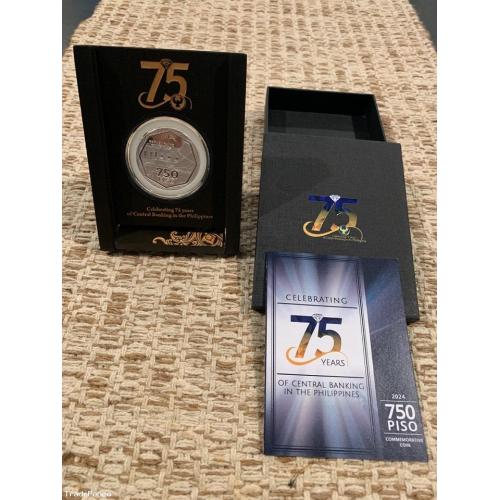 75
750
PISO
Celebrating 75 years
of Central Banking in the Philippines
75
CELEBRATING
75
YEARS
OF CENTRAL BANKING
IN THE PHILIPPINES
2024
750
PISO
COMMEMORATIVE
COIN